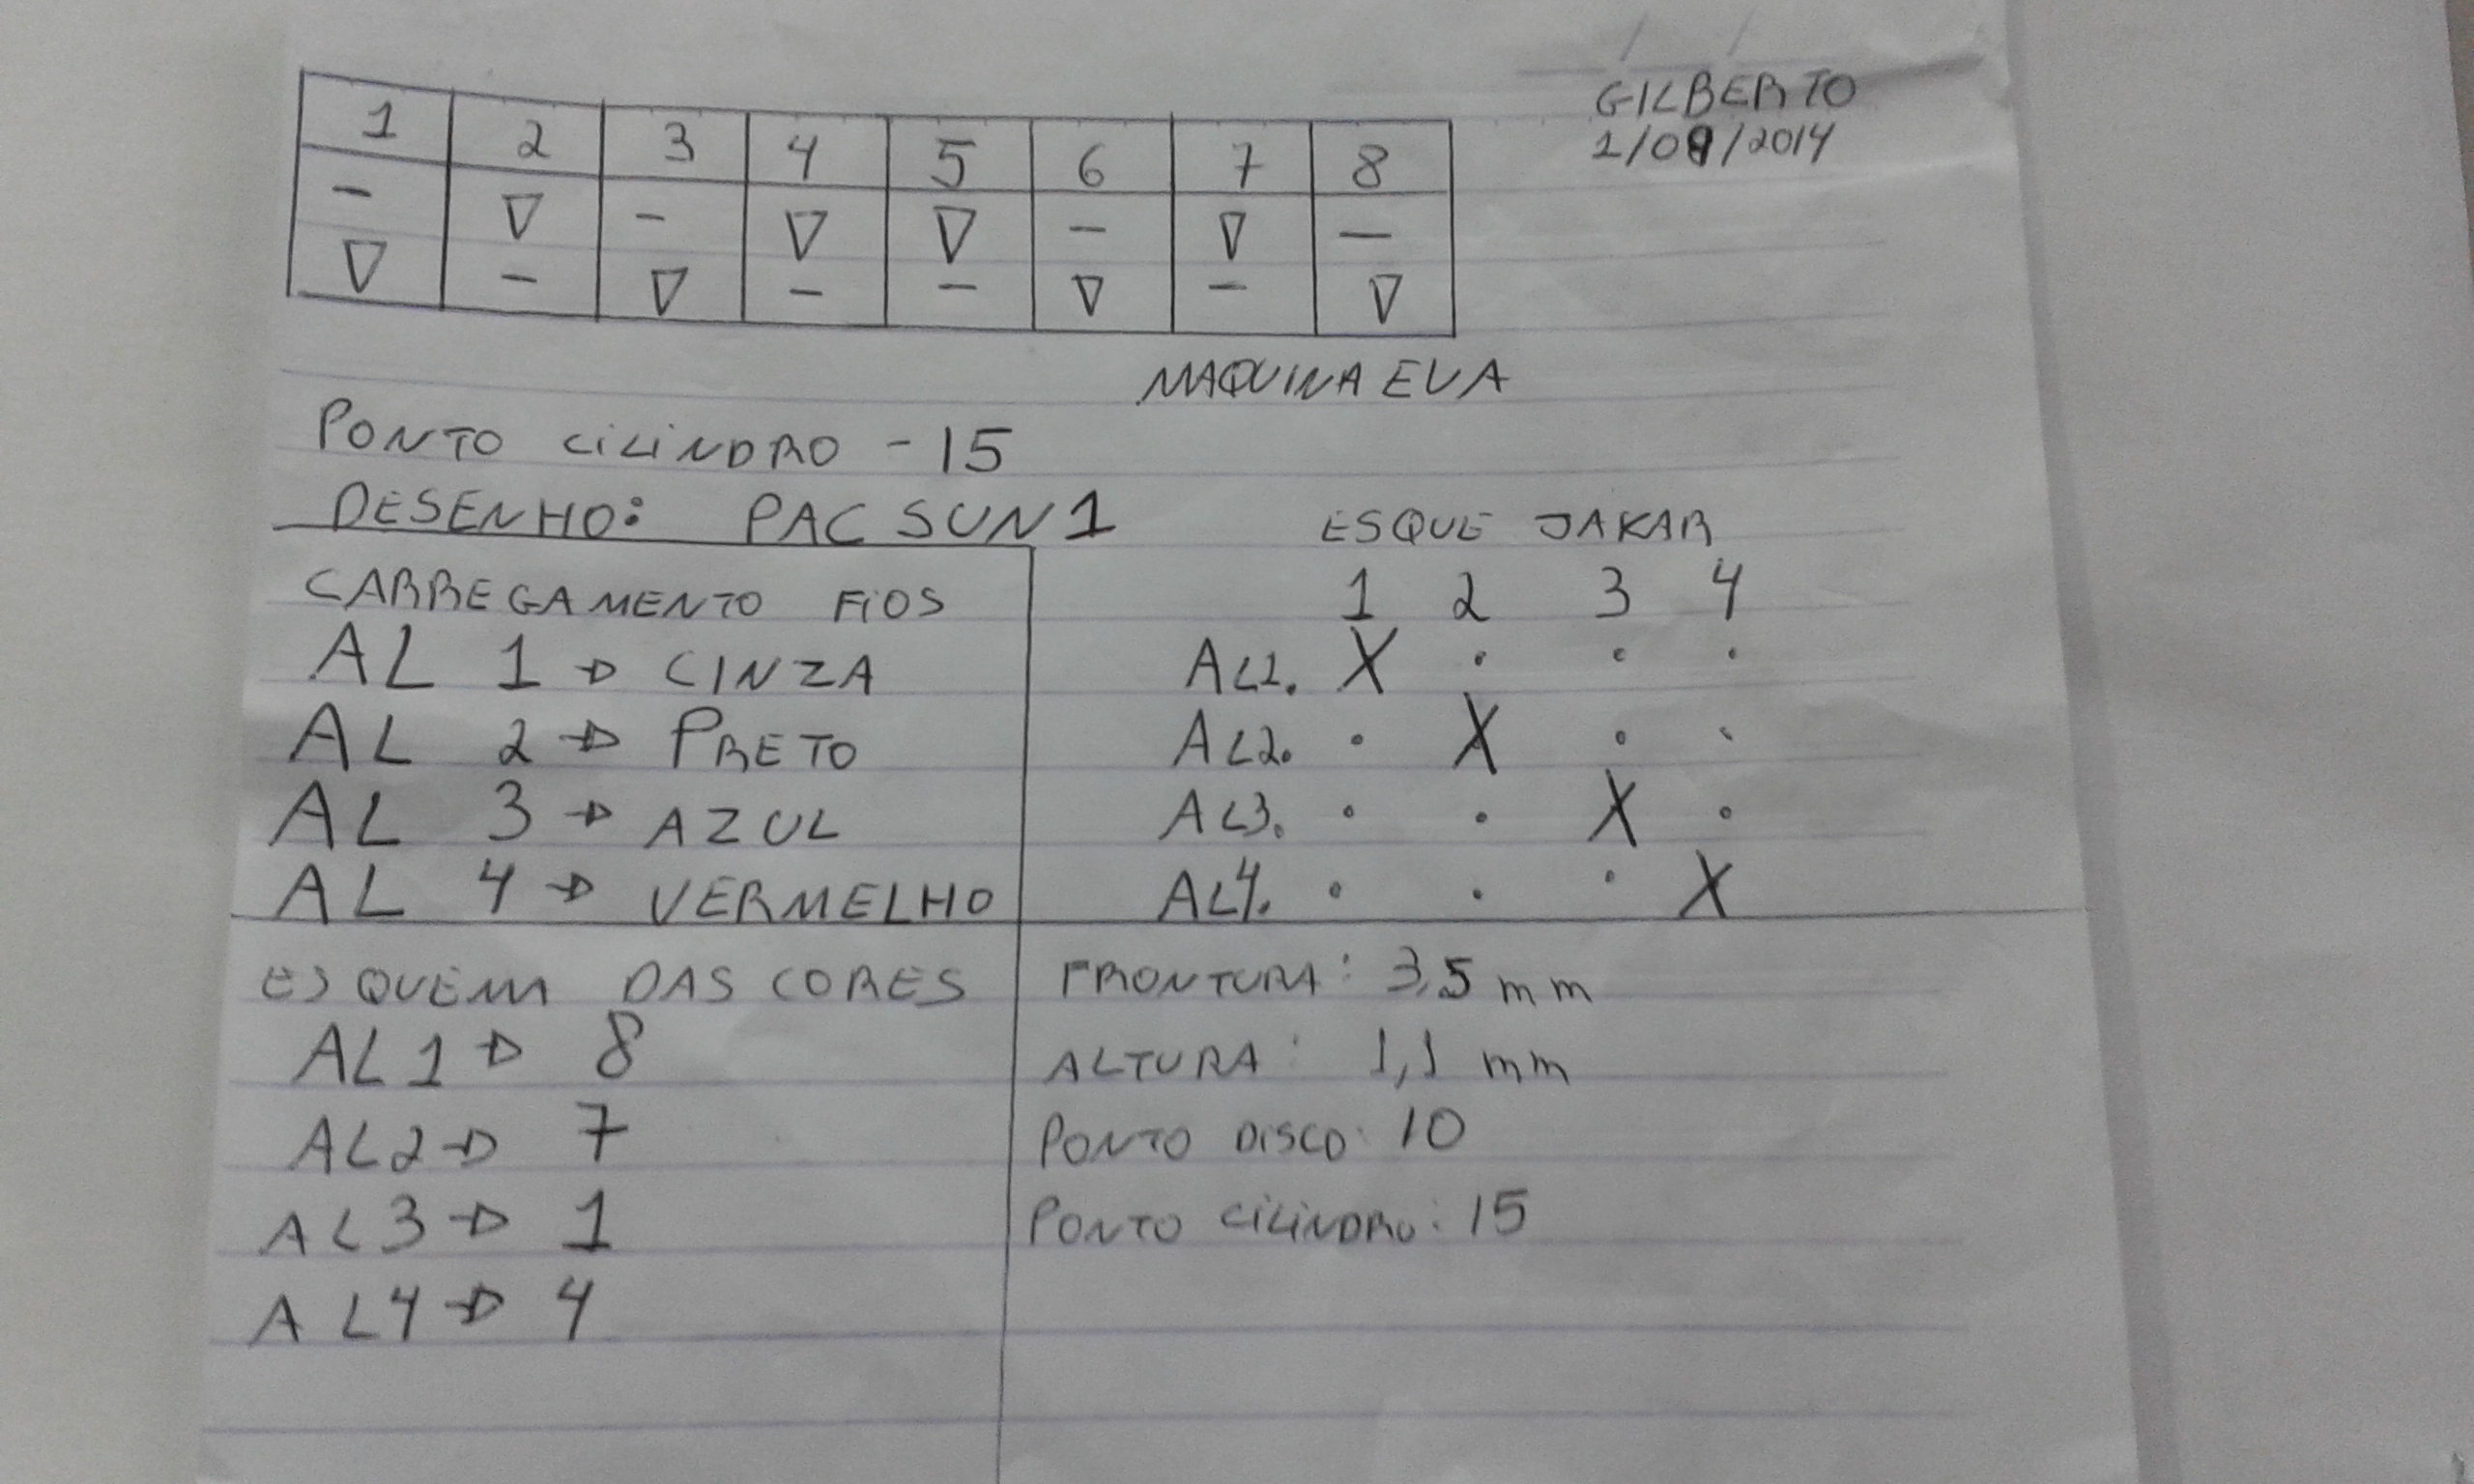 GILBERTO
1/09/2014
1 2 3 4 5 6 7 8
- ▽ - ▽ ▽ - ▽ -
▽ - ▽ - - ▽ - ▽
MAQUINA EVA
PONTO CILINDRO - 15
DESENHO: PAC SUN 1
ESQUE JAKAR
1 2 3 4
CARREGAMENTO FIOS
AL 1 → CINZA
AL 2 → PRETO
AL 3 → AZUL
AL 4 → VERMELHO
AL1. X . . .
AL2. . X . .
AL3. . . X .
AL4. . . . X
ESQUEMA DAS CORES
AL1 → 8
AL2 → 7
AL3 → 1
AL4 → 4
FRONTURA: 3,5 mm
ALTURA: 1,1 mm
PONTO DISCO: 10
PONTO CILINDRO: 15